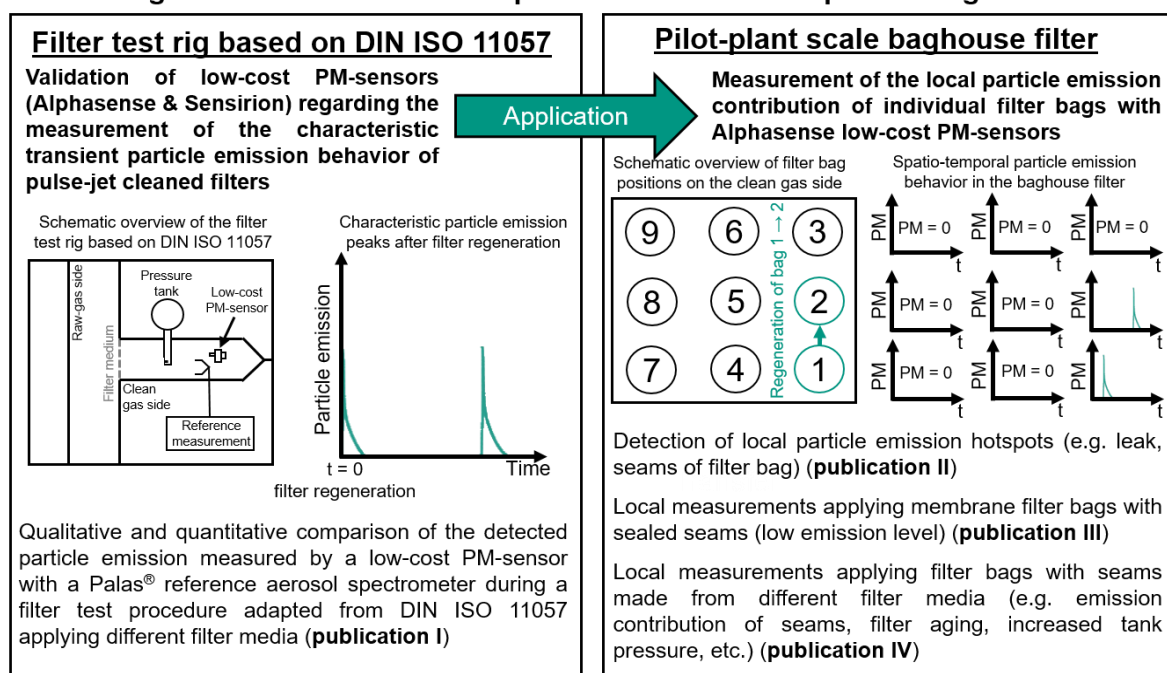 Filter test rig based on DIN ISO 11057
Validation of low-cost PM-sensors
(Alphasense & Sensirion) regarding the
measurement of the characteristic
transient particle emission behavior of
pulse-jet cleaned filters
Schematic overview of the filter
test rig based on DIN ISO 11057
Raw-gas side
Filter medium
Pressure
tank
Low-cost
PM-sensor
Clean
gas side
Reference
measurement
Characteristic particle emission
peaks after filter regeneration
Particle emission
t = 0
Time
filter regeneration
Qualitative and quantitative comparison of the detected
particle emission measured by a low-cost PM-sensor
with a Palas® reference aerosol spectrometer during a
filter test procedure adapted from DIN ISO 11057
applying different filter media (publication I)
Application
Pilot-plant scale baghouse filter
Measurement of the local particle emission
contribution of individual filter bags with
Alphasense low-cost PM-sensors
Schematic overview of filter bag
positions on the clean gas side
9 6 3
8 5 2
7 4 1
Regeneration of bag 1 → 2
Spatio-temporal particle emission
behavior in the baghouse filter
PM PM = 0 t PM PM = 0 t PM PM = 0 t
PM PM = 0 t PM PM = 0 t PM t
PM PM = 0 t PM PM = 0 t PM t
Detection of local particle emission hotspots (e.g. leak,
seams of filter bag) (publication II)
Local measurements applying membrane filter bags with
sealed seams (low emission level) (publication III)
Local measurements applying filter bags with seams
made from different filter media (e.g. emission
contribution of seams, filter aging, increased tank
pressure, etc.) (publication IV)